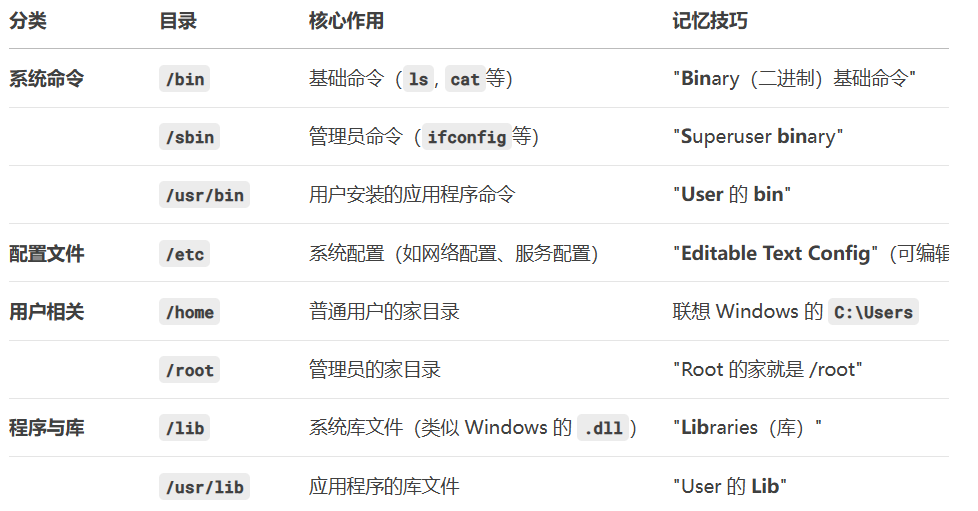 分类 目录 核心作用 记忆技巧
系统命令 /bin 基础命令（ls, cat等） "Binary（二进制）基础命令"
/sbin 管理员命令（ifconfig等） "Superuser binary"
/usr/bin 用户安装的应用程序命令 "User 的 bin"
配置文件 /etc 系统配置（如网络配置、服务配置） "Editable Text Config"（可编辑
用户相关 /home 普通用户的家目录 联想 Windows 的 C:\Users
/root 管理员的家目录 "Root 的家就是 /root"
程序与库 /lib 系统库文件（类似 Windows 的 .dll） "Libraries（库）"
/usr/lib 应用程序的库文件 "User 的 Lib"